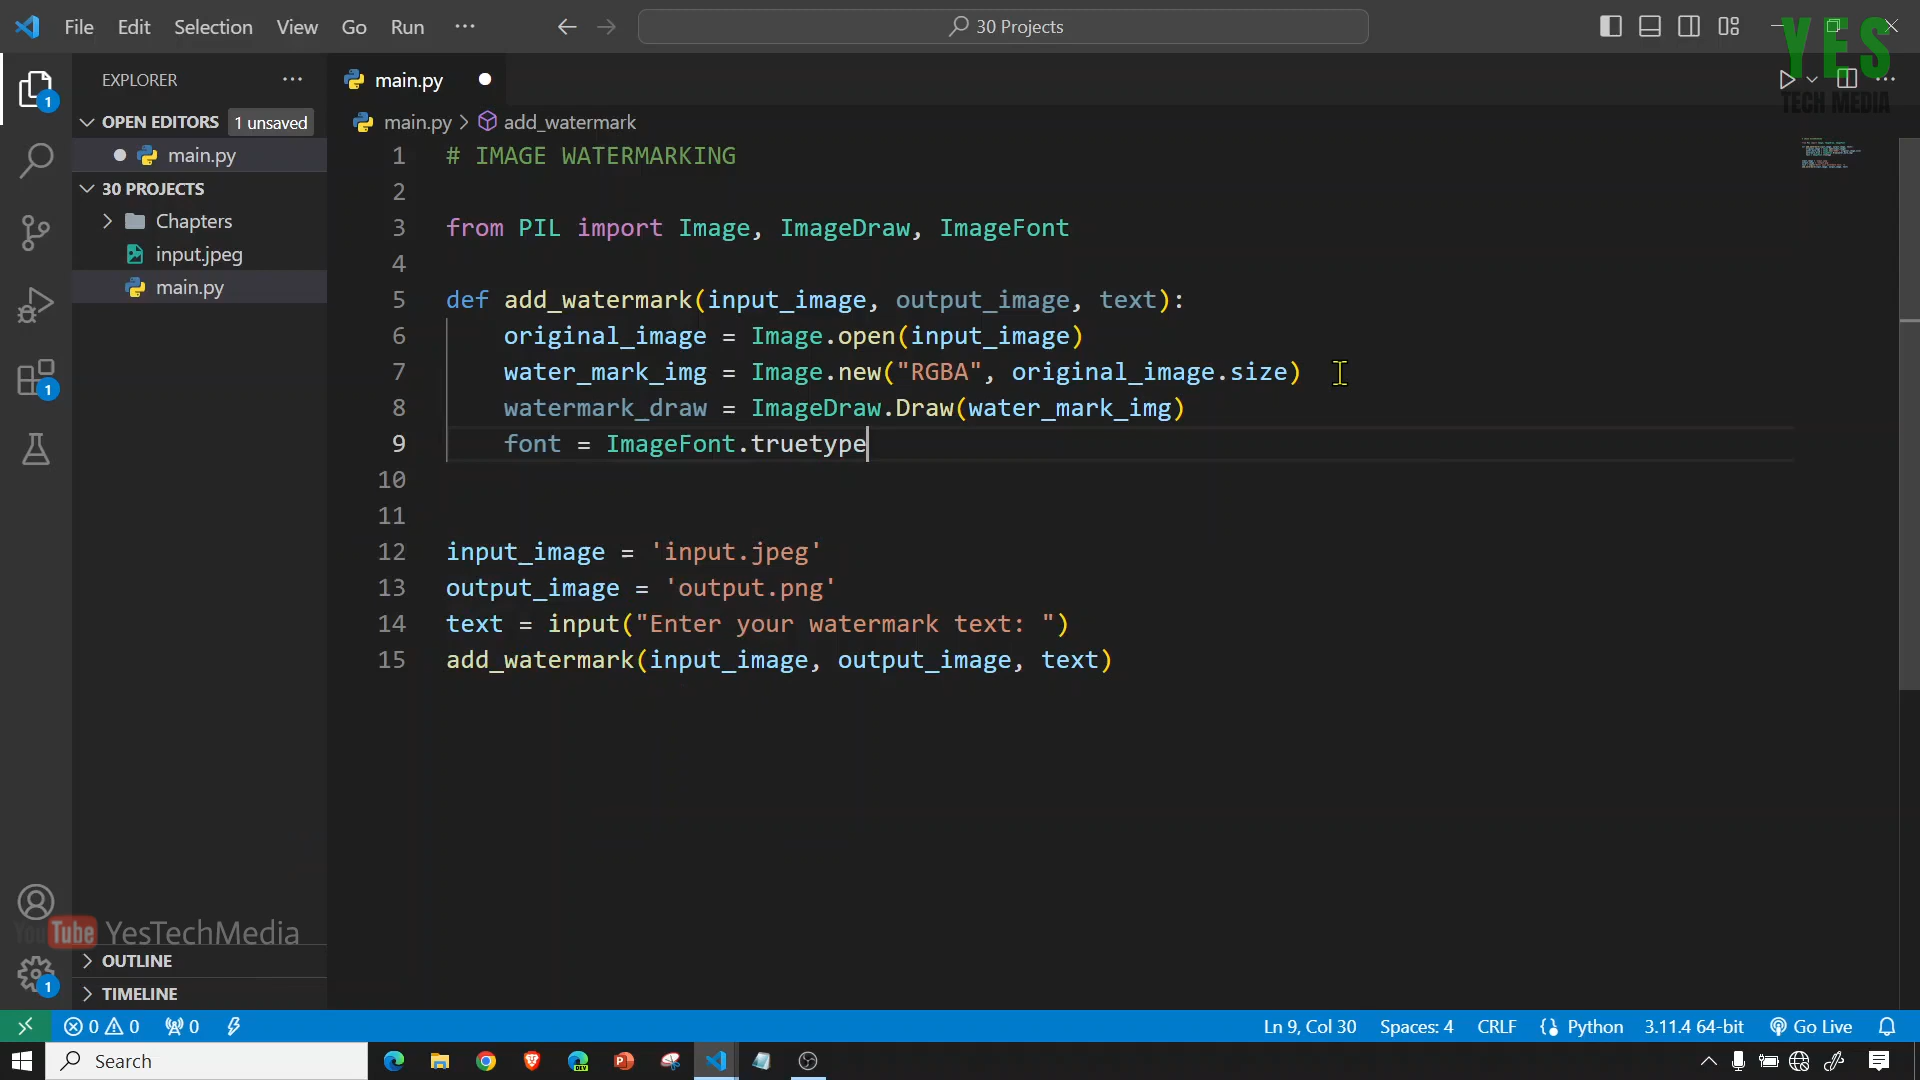 File Edit Selection View Go Run ··· 30 Projects
YES
TECH MEDIA
EXPLORER ···
main.py
OPEN EDITORS 1 unsaved
main.py > add_watermark
main.py
30 PROJECTS
Chapters
input.jpeg
main.py
1 # IMAGE WATERMARKING
2
3 from PIL import Image, ImageDraw, ImageFont
4
5 def add_watermark(input_image, output_image, text):
6     original_image = Image.open(input_image)
7     water_mark_img = Image.new("RGBA", original_image.size)
8     watermark_draw = ImageDraw.Draw(water_mark_img)
9     font = ImageFont.truetype
10
11
12 input_image = 'input.jpeg'
13 output_image = 'output.png'
14 text = input("Enter your watermark text: ")
15 add_watermark(input_image, output_image, text)
1
1
1
YouTube YesTechMedia
OUTLINE
TIMELINE
0 0 0 Ln 9, Col 30 Spaces: 4 CRLF Python 3.11.4 64-bit Go Live
Search DEV